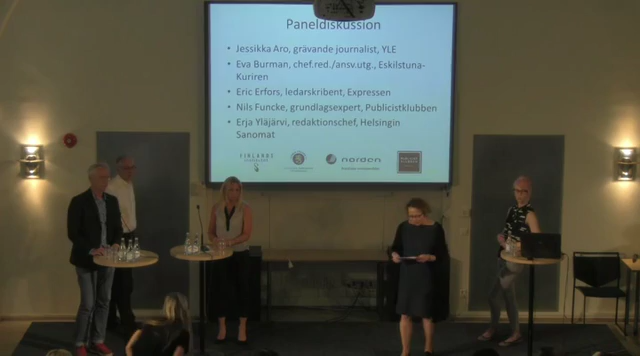 Paneldiskussion
• Jessikka Aro, grävande journalist, YLE
• Eva Burman, chef.red./ansv.utg., Eskilstuna-
Kuriren
• Eric Erfors, ledarskribent, Expressen
• Nils Funcke, grundlagsexpert, Publicistklubben
• Erja Yläjärvi, redaktionschef, Helsingin
Sanomat
FINLANDS
norden